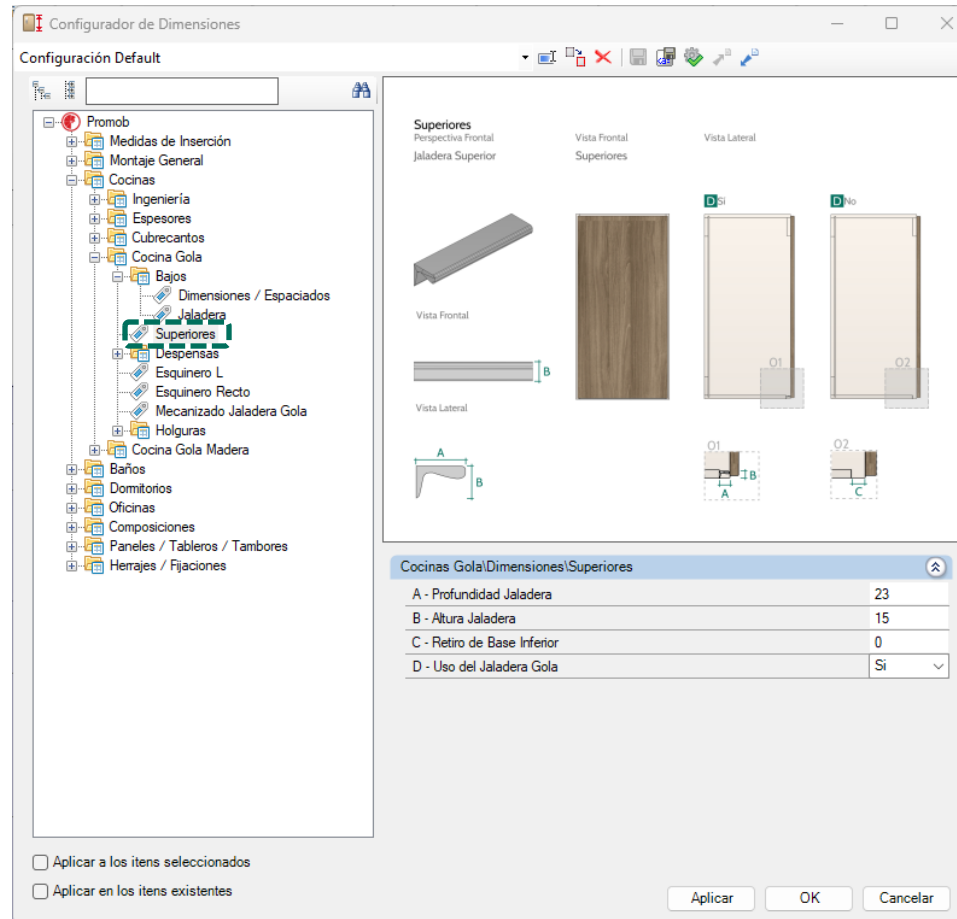 Configurador de Dimensiones
Configuración Default
Promob
Medidas de Inserción
Montaje General
Cocinas
Ingeniería
Espesores
Cubrecantos
Cocina Gola
Bajos
Dimensiones / Espaciados
Jaladera
Superiores
Despensas
Esquinero L
Esquinero Recto
Mecanizado Jaladera Gola
Holguras
Cocina Gola Madera
Baños
Dormitorios
Oficinas
Composiciones
Paneles / Tableros / Tambores
Herrajes / Fijaciones
Superiores
Perspectiva Frontal Vista Frontal Vista Lateral
Jaladera Superior Superiores
D Si D No
Vista Frontal
B
O1 O2
Vista Lateral
A
B
O1 O2
B
A C
Cocinas Gola\Dimensiones\Superiores
A - Profundidad Jaladera 23
B - Altura Jaladera 15
C - Retiro de Base Inferior 0
D - Uso del Jaladera Gola Si
Aplicar a los itens seleccionados
Aplicar en los itens existentes
Aplicar OK Cancelar